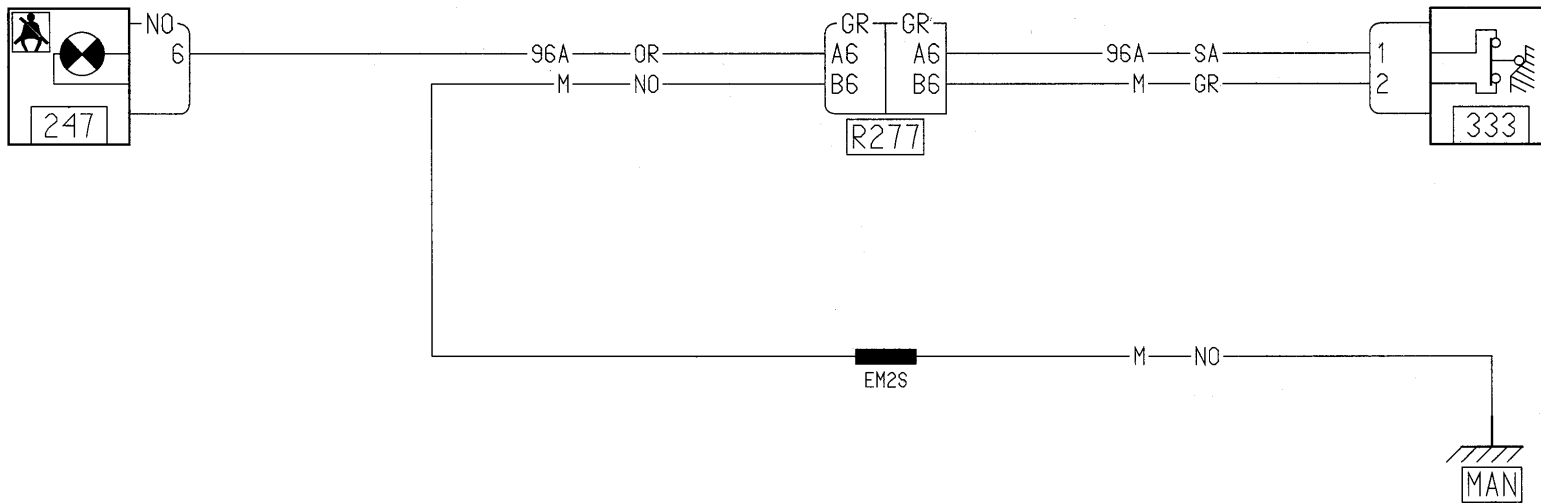 NO
6
247
96A OR
M NO
GR GR
A6 A6
B6 B6
R277
96A SA
M GR
1
2
333
EM2S
M NO
MAN